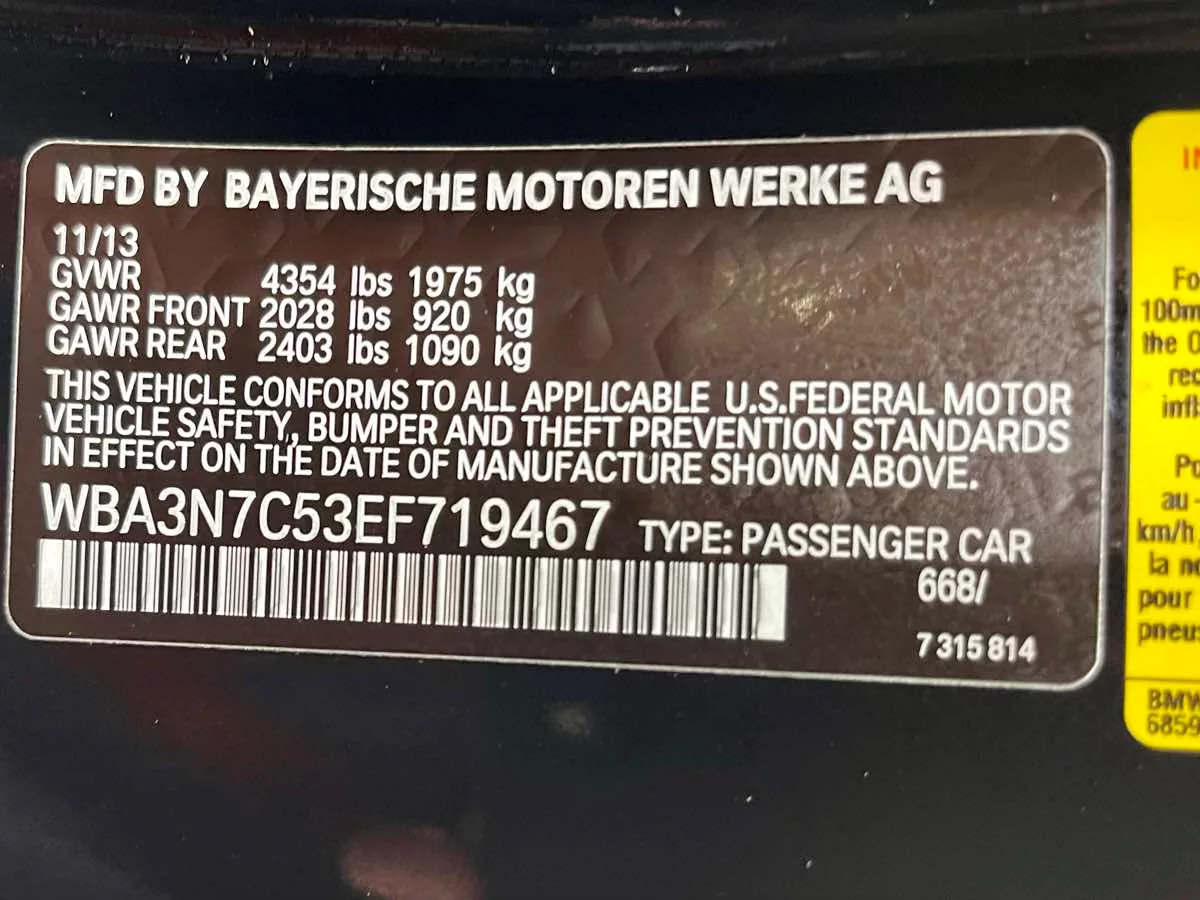 MFD BY BAYERISCHE MOTOREN WERKE AG
11/13
GVWR 4354 lbs 1975 kg
GAWR FRONT 2028 lbs 920 kg
GAWR REAR 2403 lbs 1090 kg
THIS VEHICLE CONFORMS TO ALL APPLICABLE U.S.FEDERAL MOTOR
VEHICLE SAFETY, BUMPER AND THEFT PREVENTION STANDARDS
IN EFFECT ON THE DATE OF MANUFACTURE SHOWN ABOVE.
WBA3N7C53EF719467 TYPE: PASSENGER CAR
668/
7 315 814
Fo
100m
the
rec
infl
au -
km/h
la
pour
pneus
BMW
6859